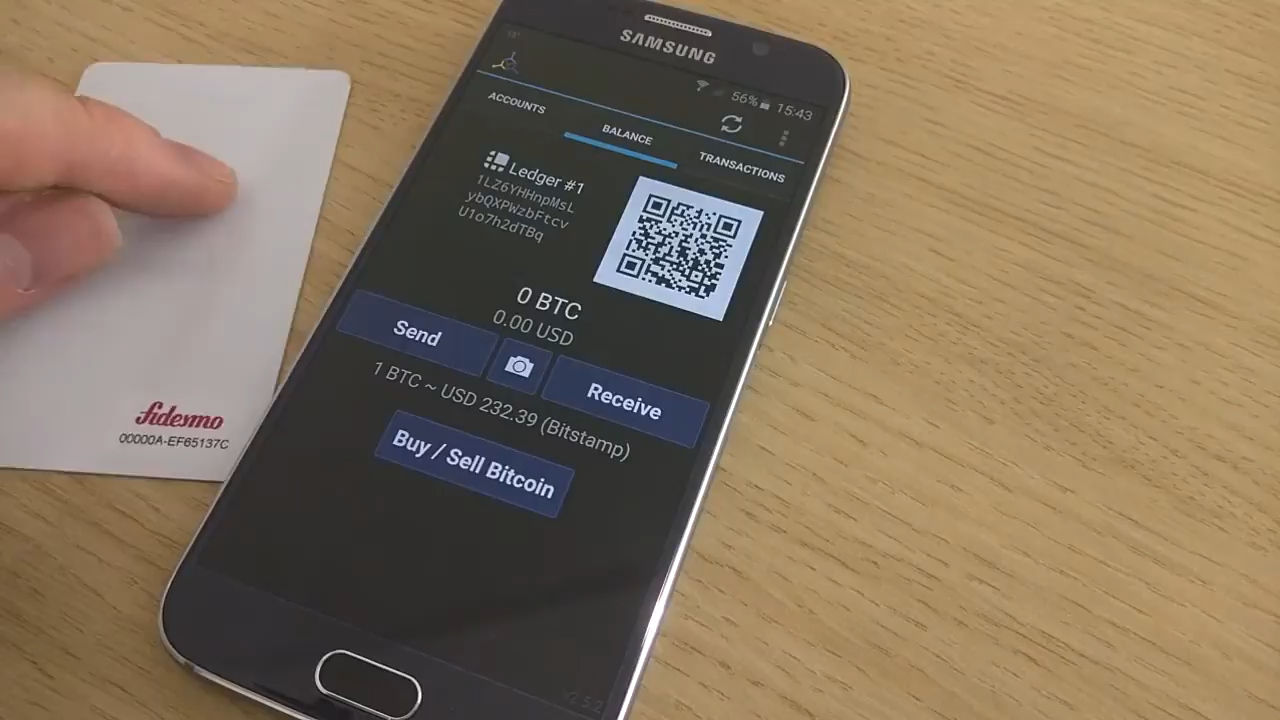 SAMSUNG
56% 15:43
ACCOUNTS
BALANCE
TRANSACTIONS
Ledger #1
1LZ6YHHnpMsL
ybQXPWzbFtcv
U1o7h2dTBq
0 BTC
0.00 USD
Send
Receive
1 BTC ~ USD 232.39 (Bitstamp)
Buy / Sell Bitcoin
fidesmo
00000A-EF65137C